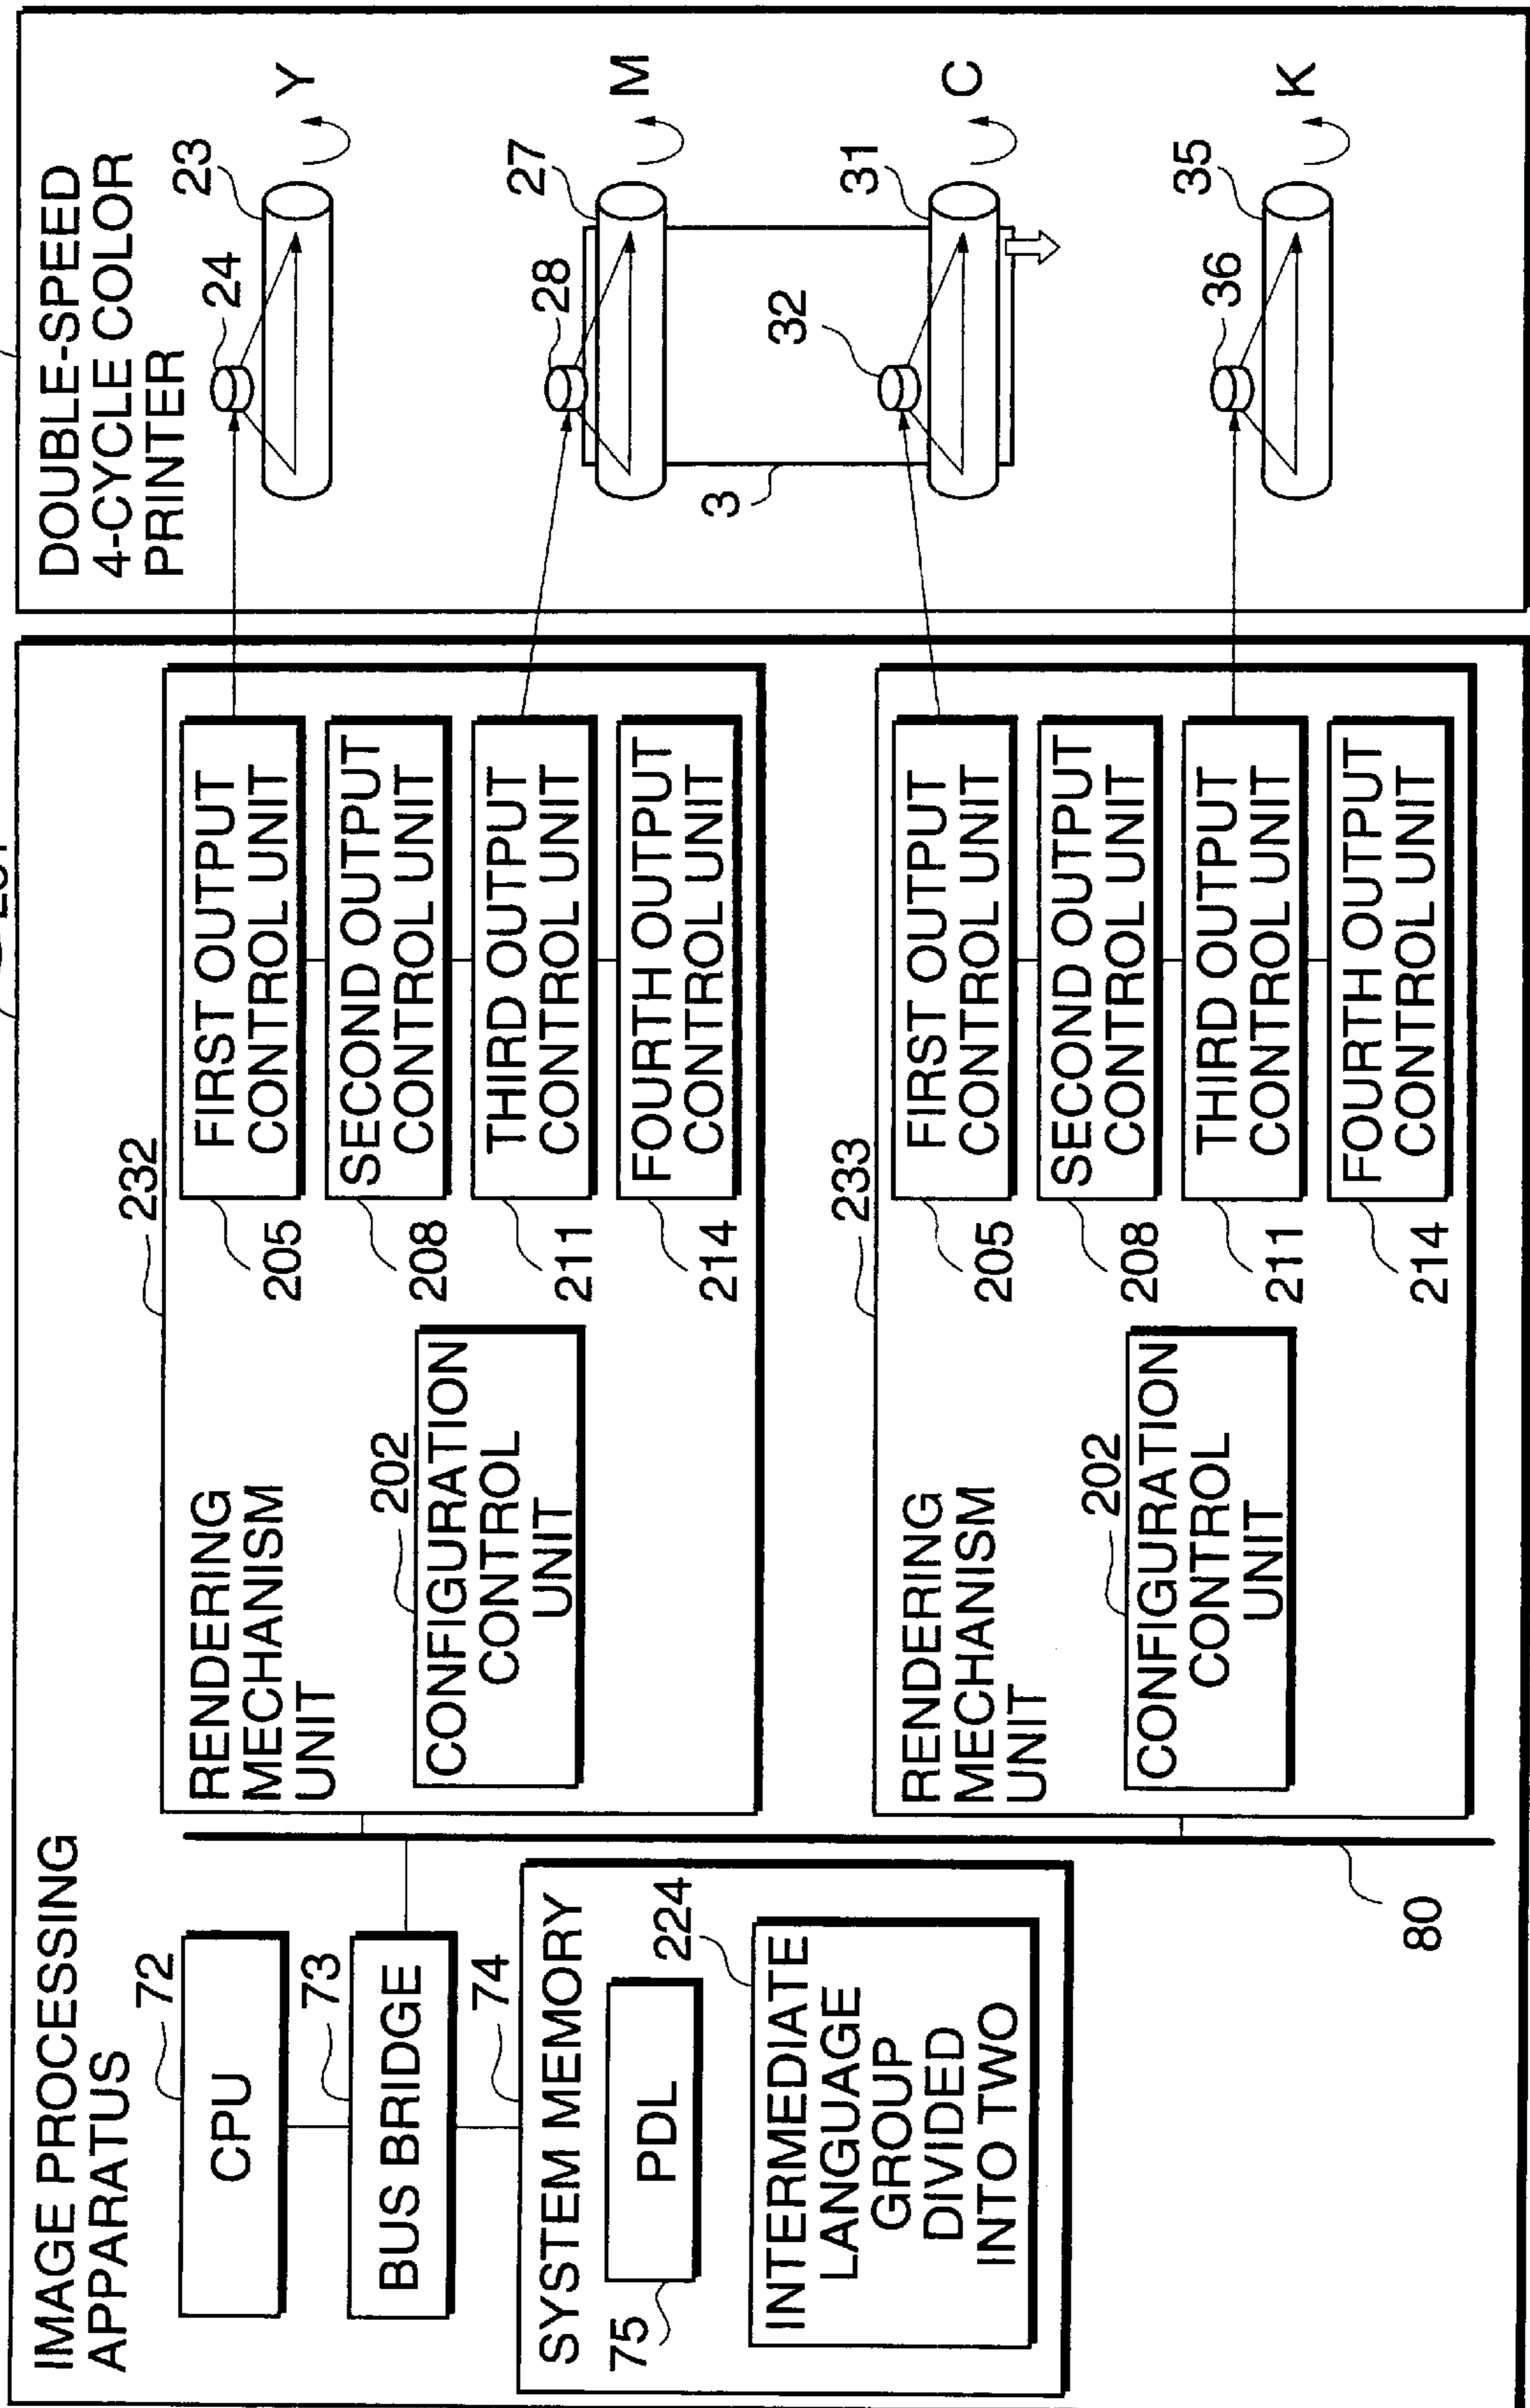 IMAGE PROCESSING
APPARATUS
72
CPU
73
BUS BRIDGE
74
SYSTEM MEMORY
75
PDL
224
INTERMEDIATE
LANGUAGE
GROUP
DIVIDED
INTO TWO
80
232
RENDERING
MECHANISM
UNIT
202
CONFIGURATION
CONTROL
UNIT
205
FIRST OUTPUT
CONTROL UNIT
208
SECOND OUTPUT
CONTROL UNIT
211
THIRD OUTPUT
CONTROL UNIT
214
FOURTH OUTPUT
CONTROL UNIT
233
RENDERING
MECHANISM
UNIT
202
CONFIGURATION
CONTROL
UNIT
205
FIRST OUTPUT
CONTROL UNIT
208
SECOND OUTPUT
CONTROL UNIT
211
THIRD OUTPUT
CONTROL UNIT
214
FOURTH OUTPUT
CONTROL UNIT
DOUBLE-SPEED
4-CYCLE COLOR
PRINTER
24
23
Y
28
27
M
3
32
31
C
36
35
K